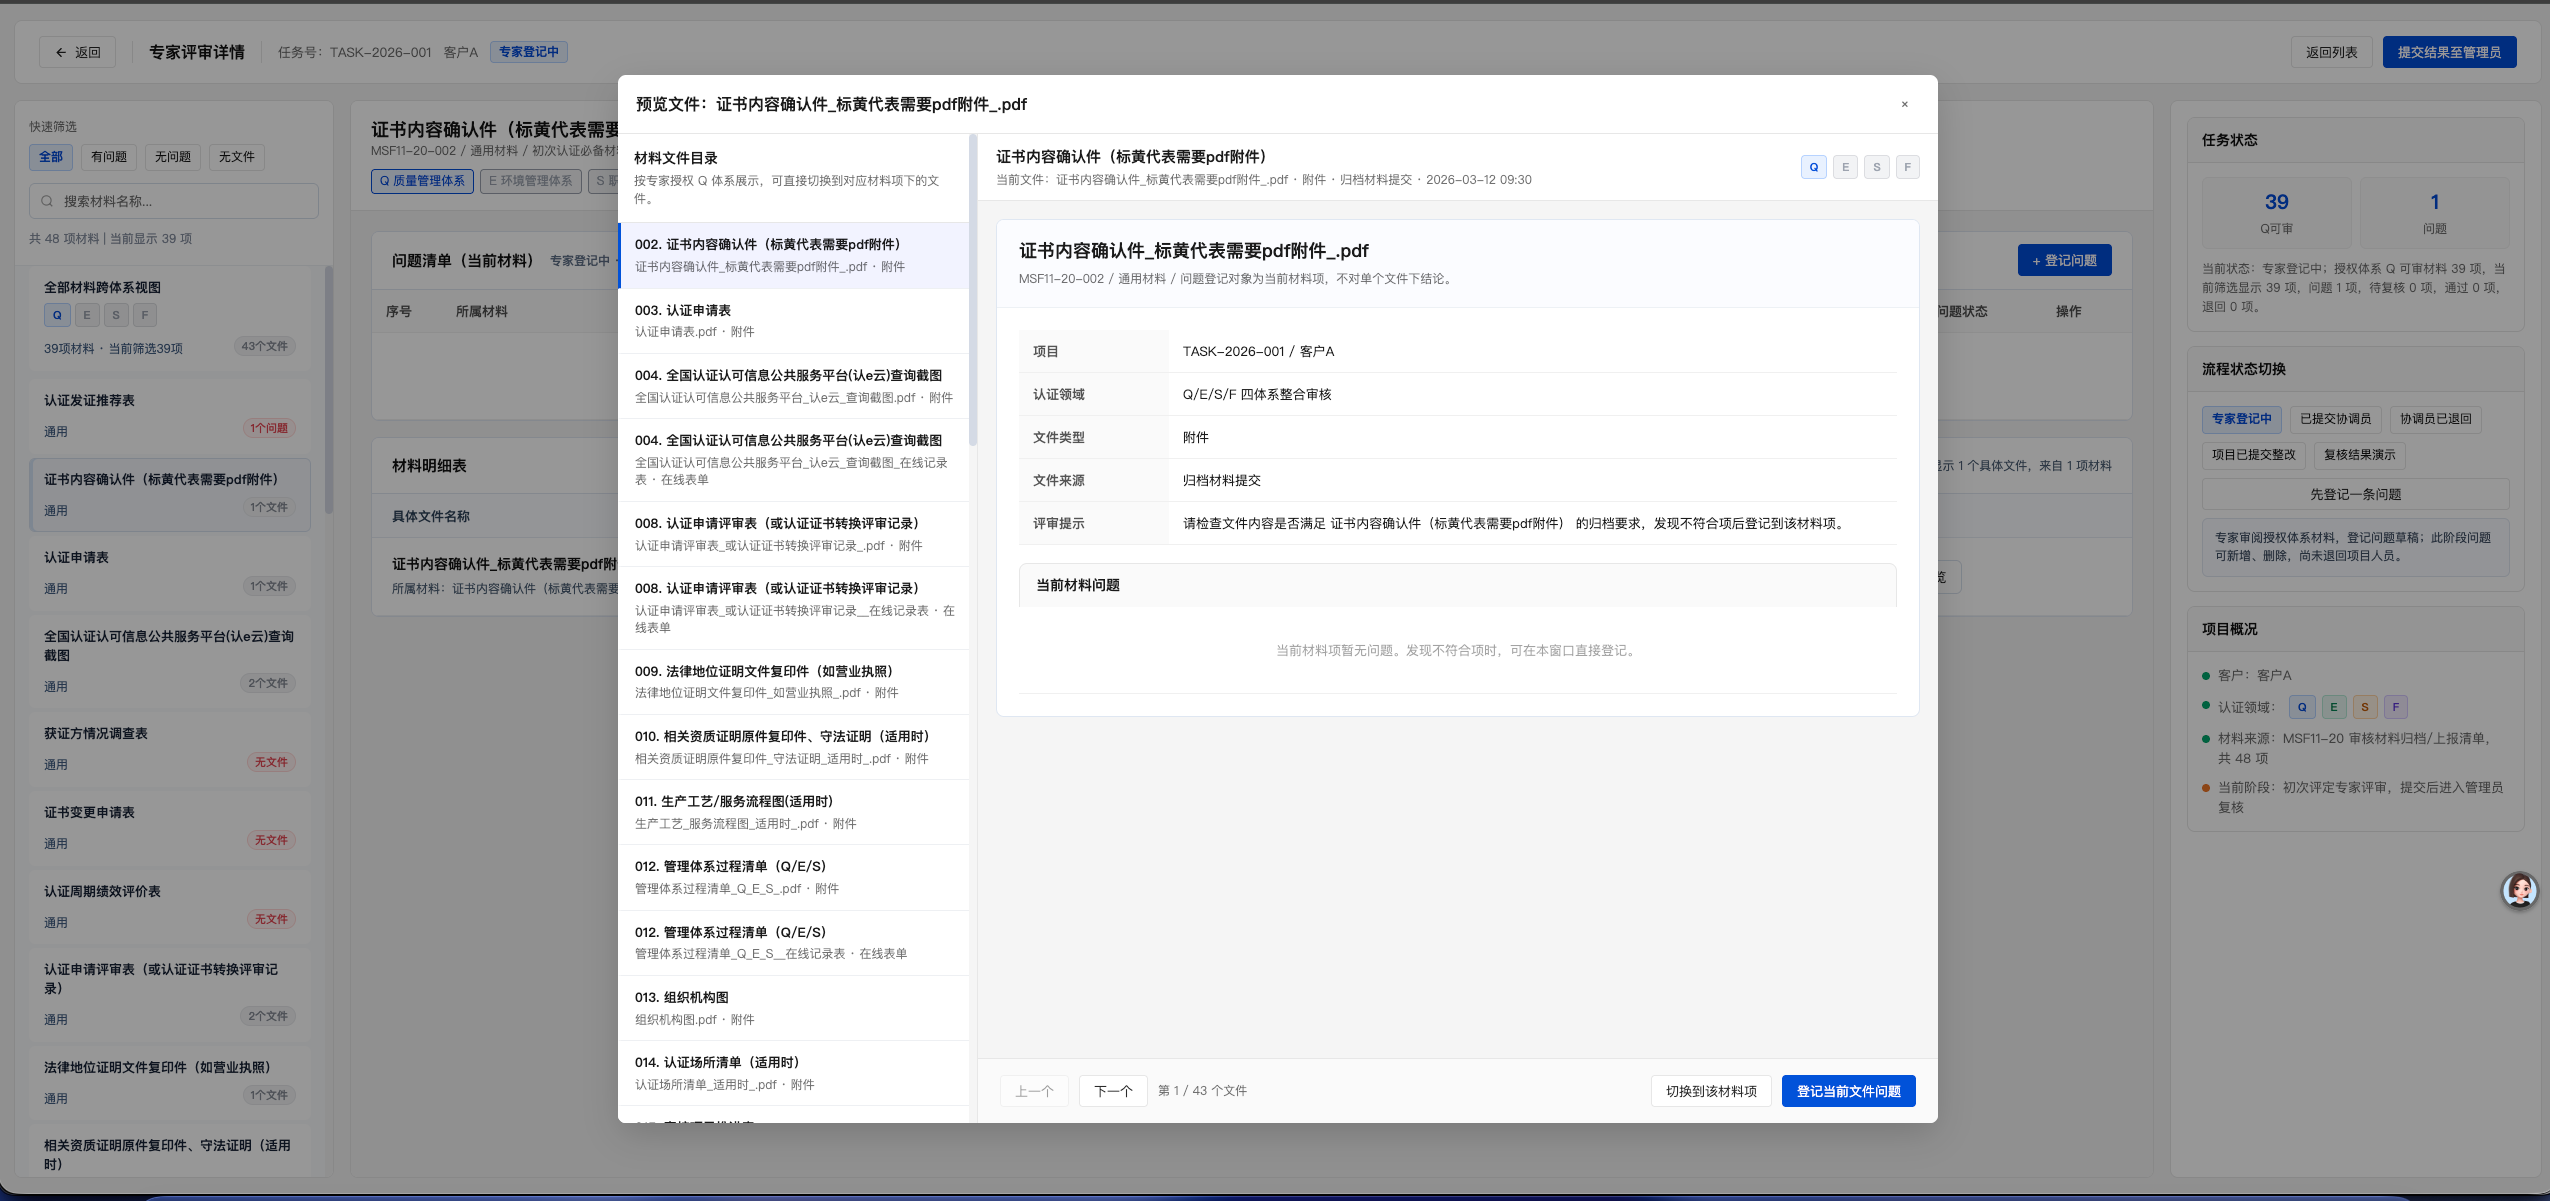 返回
专家评审详情
任务号：TASK-2026-001
客户A
专家登记中
返回列表
提交结果至管理员
快速筛选
全部
有问题
无问题
无文件
搜索材料名称...
共 48 项材料 | 当前显示 39 项
全部材料跨体系视图
Q E S F
39项材料 · 当前筛选39项
43个文件
认证发证推荐表
通用
1个问题
证书内容确认件（标黄代表需要pdf附件）
通用
1个文件
认证申请表
通用
1个文件
全国认证认可信息公共服务平台(认e云)查询
截图
通用
2个文件
获证方情况调查表
通用
无文件
证书变更申请表
通用
无文件
认证周期绩效评价表
通用
无文件
认证申请评审表（或认证证书转换评审记
录）
通用
2个文件
法律地位证明文件复印件（如营业执照）
通用
1个文件
相关资质证明原件复印件、守法证明（适用
时）
证书内容确认件（标黄代表需要
MSF11-20-002 / 通用材料 / 初次认证必备材
Q 质量管理体系
E 环境管理体系
S 职
问题清单（当前材料）
专家登记中 ·
+ 登记问题
序号
所属材料
问题状态
操作
材料明细表
显示 1 个具体文件，来自 1 项材料
具体文件名称
证书内容确认件_标黄代表需要pdf附
所属材料：证书内容确认件（标黄代表需要
览
预览文件：证书内容确认件_标黄代表需要pdf附件_.pdf
×
材料文件目录
按专家授权 Q 体系展示，可直接切换到对应材料项下的文
件。
002. 证书内容确认件（标黄代表需要pdf附件）
证书内容确认件_标黄代表需要pdf附件_.pdf · 附件
003. 认证申请表
认证申请表.pdf · 附件
004. 全国认证认可信息公共服务平台(认e云)查询截图
全国认证认可信息公共服务平台_认e云_查询截图.pdf · 附件
004. 全国认证认可信息公共服务平台(认e云)查询截图
全国认证认可信息公共服务平台_认e云_查询截图_在线记录
表 · 在线表单
008. 认证申请评审表（或认证证书转换评审记录）
认证申请评审表_或认证证书转换评审记录_.pdf · 附件
008. 认证申请评审表（或认证证书转换评审记录）
认证申请评审表_或认证证书转换评审记录__在线记录表 · 在
线表单
009. 法律地位证明文件复印件（如营业执照）
法律地位证明文件复印件_如营业执照_.pdf · 附件
010. 相关资质证明原件复印件、守法证明（适用时）
相关资质证明原件复印件_守法证明_适用时_.pdf · 附件
011. 生产工艺/服务流程图(适用时)
生产工艺_服务流程图_适用时_.pdf · 附件
012. 管理体系过程清单（Q/E/S）
管理体系过程清单_Q_E_S_.pdf · 附件
012. 管理体系过程清单（Q/E/S）
管理体系过程清单_Q_E_S__在线记录表 · 在线表单
013. 组织机构图
组织机构图.pdf · 附件
014. 认证场所清单（适用时）
认证场所清单_适用时_.pdf · 附件
证书内容确认件（标黄代表需要pdf附件）
当前文件：证书内容确认件_标黄代表需要pdf附件_.pdf · 附件 · 归档材料提交 · 2026-03-12 09:30
Q E S F
证书内容确认件_标黄代表需要pdf附件_.pdf
MSF11-20-002 / 通用材料 / 问题登记对象为当前材料项，不对单个文件下结论。
项目
TASK-2026-001 / 客户A
认证领域
Q/E/S/F 四体系整合审核
文件类型
附件
文件来源
归档材料提交
评审提示
请检查文件内容是否满足 证书内容确认件（标黄代表需要pdf附件） 的归档要求，发现不符合项后登记到该材料项。
当前材料问题
当前材料项暂无问题。发现不符合项时，可在本窗口直接登记。
上一个
下一个
第 1 / 43 个文件
切换到该材料项
登记当前文件问题
任务状态
39
Q可审
1
问题
当前状态：专家登记中；授权体系 Q 可审材料 39 项，当
前筛选显示 39 项，问题 1 项，待复核 0 项，通过 0 项，
退回 0 项。
流程状态切换
专家登记中
已提交协调员
协调员已退回
项目已提交整改
复核结果演示
先登记一条问题
专家审阅授权体系材料，登记问题草稿；此阶段问题
可新增、删除，尚未退回项目人员。
项目概况
客户：客户A
认证领域： Q E S F
材料来源：MSF11-20 审核材料归档/上报清单，
共 48 项
当前阶段：初次评定专家评审，提交后进入管理员
复核